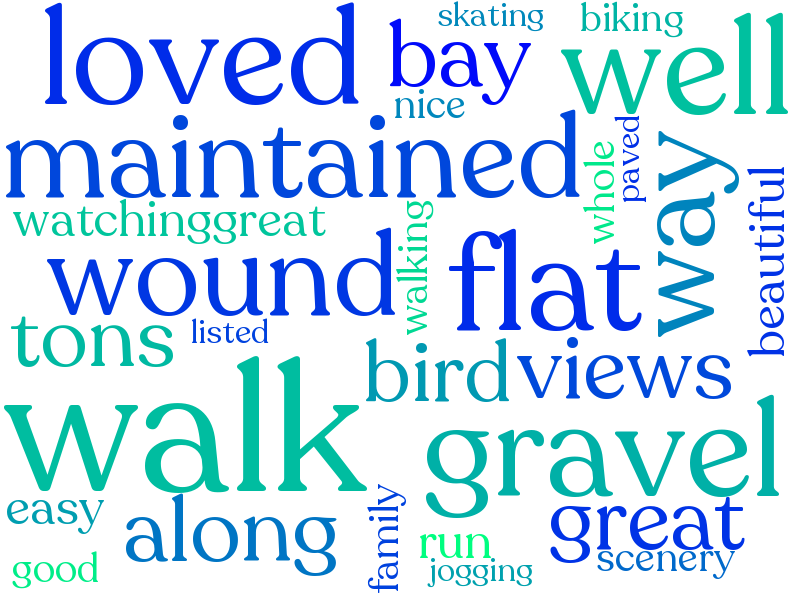 loved
bay
skating
biking
well
nice
maintained
whole
paved
way
beautiful
watchinggreat
walking
wound
flat
tons
listed
bird
views
walk
gravel
easy
along
family
run
great
good
jogging
scenery